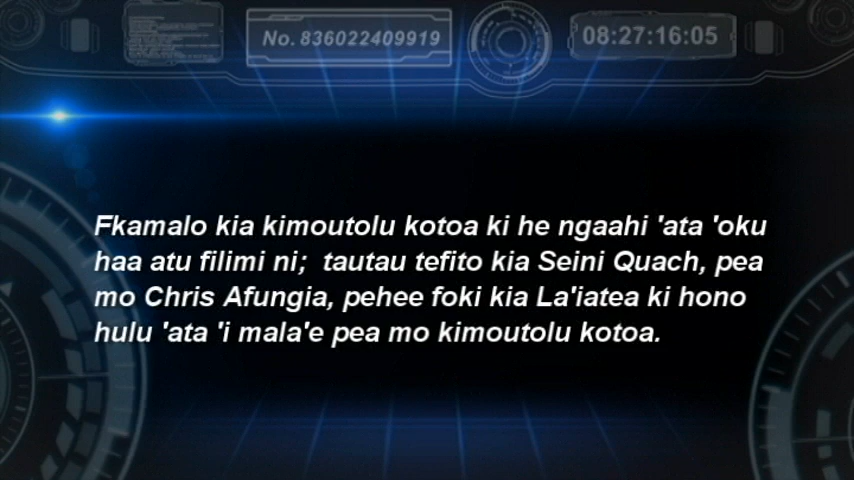 No. 836022409919
08:27:16:05
Fkamalo kia kimoutolu kotoa ki he ngaahi 'ata 'oku
haa atu filimi ni;  tautau tefito kia Seini Quach, pea
mo Chris Afungia, pehee foki kia La'iatea ki hono
hulu 'ata 'i mala'e pea mo kimoutolu kotoa.